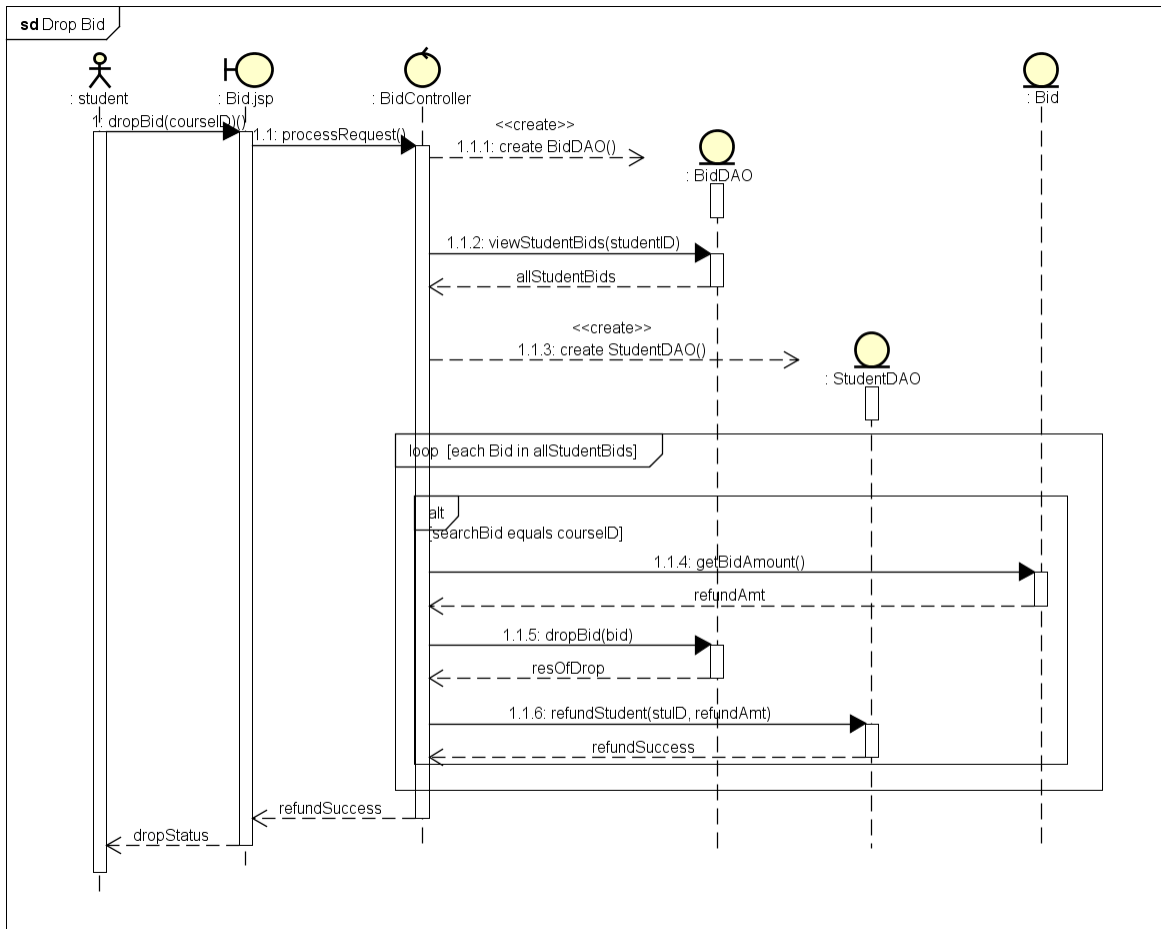 sd Drop Bid
: student
: Bid.jsp
: BidController
: Bid
1: dropBid(courseID)()
1.1: processRequest()
<<create>>
1.1.1: create BidDAO()
: BidDAO
1.1.2: viewStudentBids(studentID)
allStudentBids
<<create>>
1.1.3: create StudentDAO()
: StudentDAO
loop [each Bid in allStudentBids]
alt
[searchBid equals courseID]
1.1.4: getBidAmount()
refundAmt
1.1.5: dropBid(bid)
resOfDrop
1.1.6: refundStudent(stuID, refundAmt)
refundSuccess
refundSuccess
dropStatus